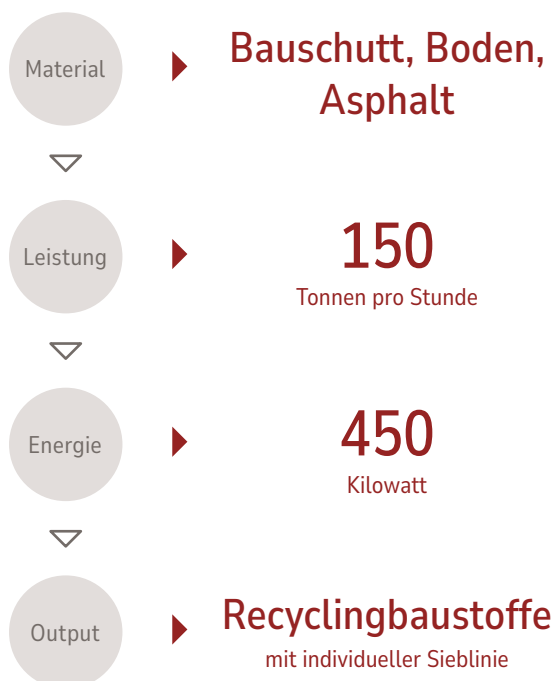 Material
Bauschutt, Boden,
Asphalt
Leistung
150
Tonnen pro Stunde
Energie
450
Kilowatt
Output
Recyclingbaustoffe
mit individueller Sieblinie